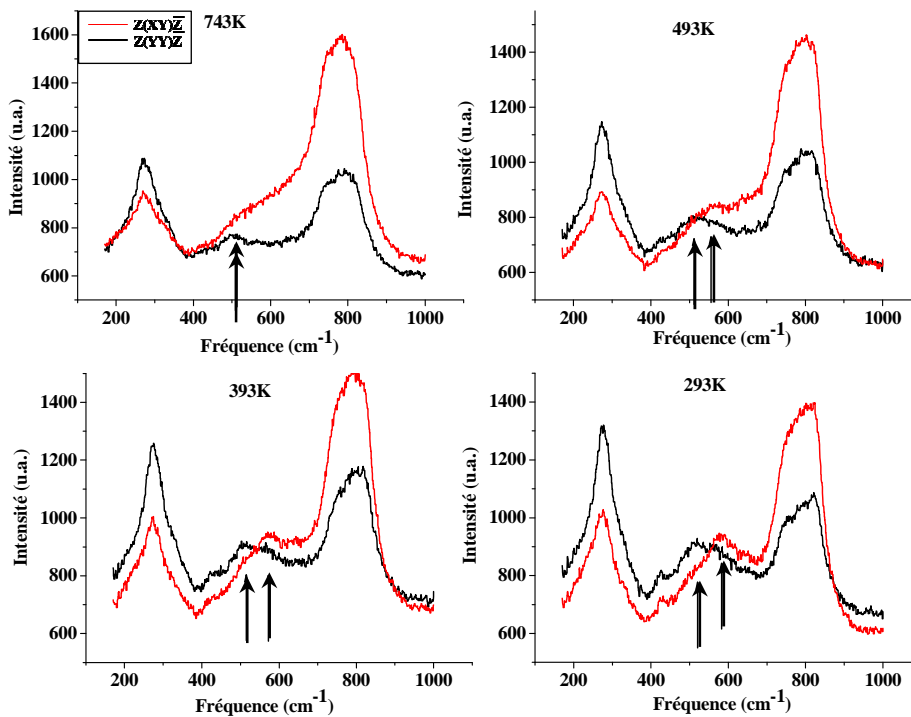 Z(XY)Z̅
Z(YY)Z̅
743K
Intensité (u.a.)
1600
1400
1200
1000
800
600
200 400 600 800 1000
Fréquence (cm⁻¹)
493K
Intensité (u.a.)
1400
1200
1000
800
600
200 400 600 800 1000
Fréquence (cm⁻¹)
393K
Intensité (u.a.)
1400
1200
1000
800
600
200 400 600 800 1000
Fréquence (cm⁻¹)
293K
Intensité (u.a.)
1400
1200
1000
800
600
200 400 600 800 1000
Fréquence (cm⁻¹)